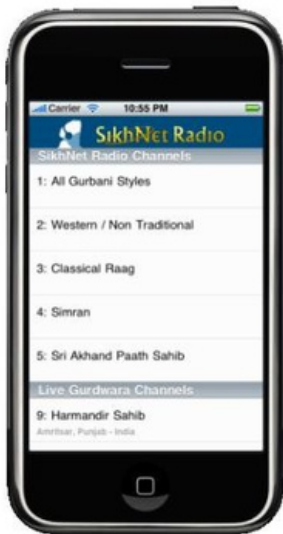 Carrier 10:55 PM
SikhNet Radio
SikhNet Radio Channels
1: All Gurbani Styles
2: Western / Non Traditional
3: Classical Raag
4: Simran
5: Sri Akhand Paath Sahib
Live Gurdwara Channels
9: Harmandir Sahib
Amritsar, Punjab - India